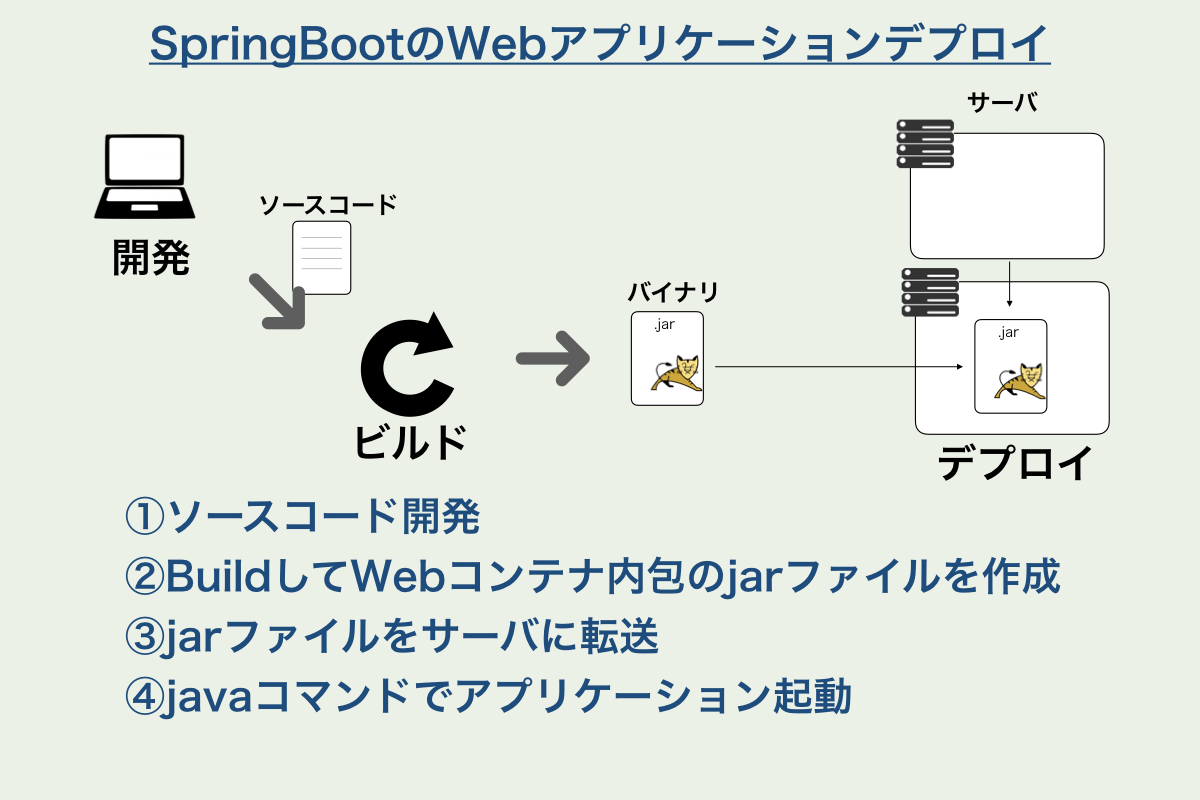 SpringBootのWebアプリケーションデプロイ
サーバ
ソースコード
開発
バイナリ
.jar
.jar
ビルド
デプロイ
①ソースコード開発
②BuildしてWebコンテナ内包のjarファイルを作成
③jarファイルをサーバに転送
④javaコマンドでアプリケーション起動